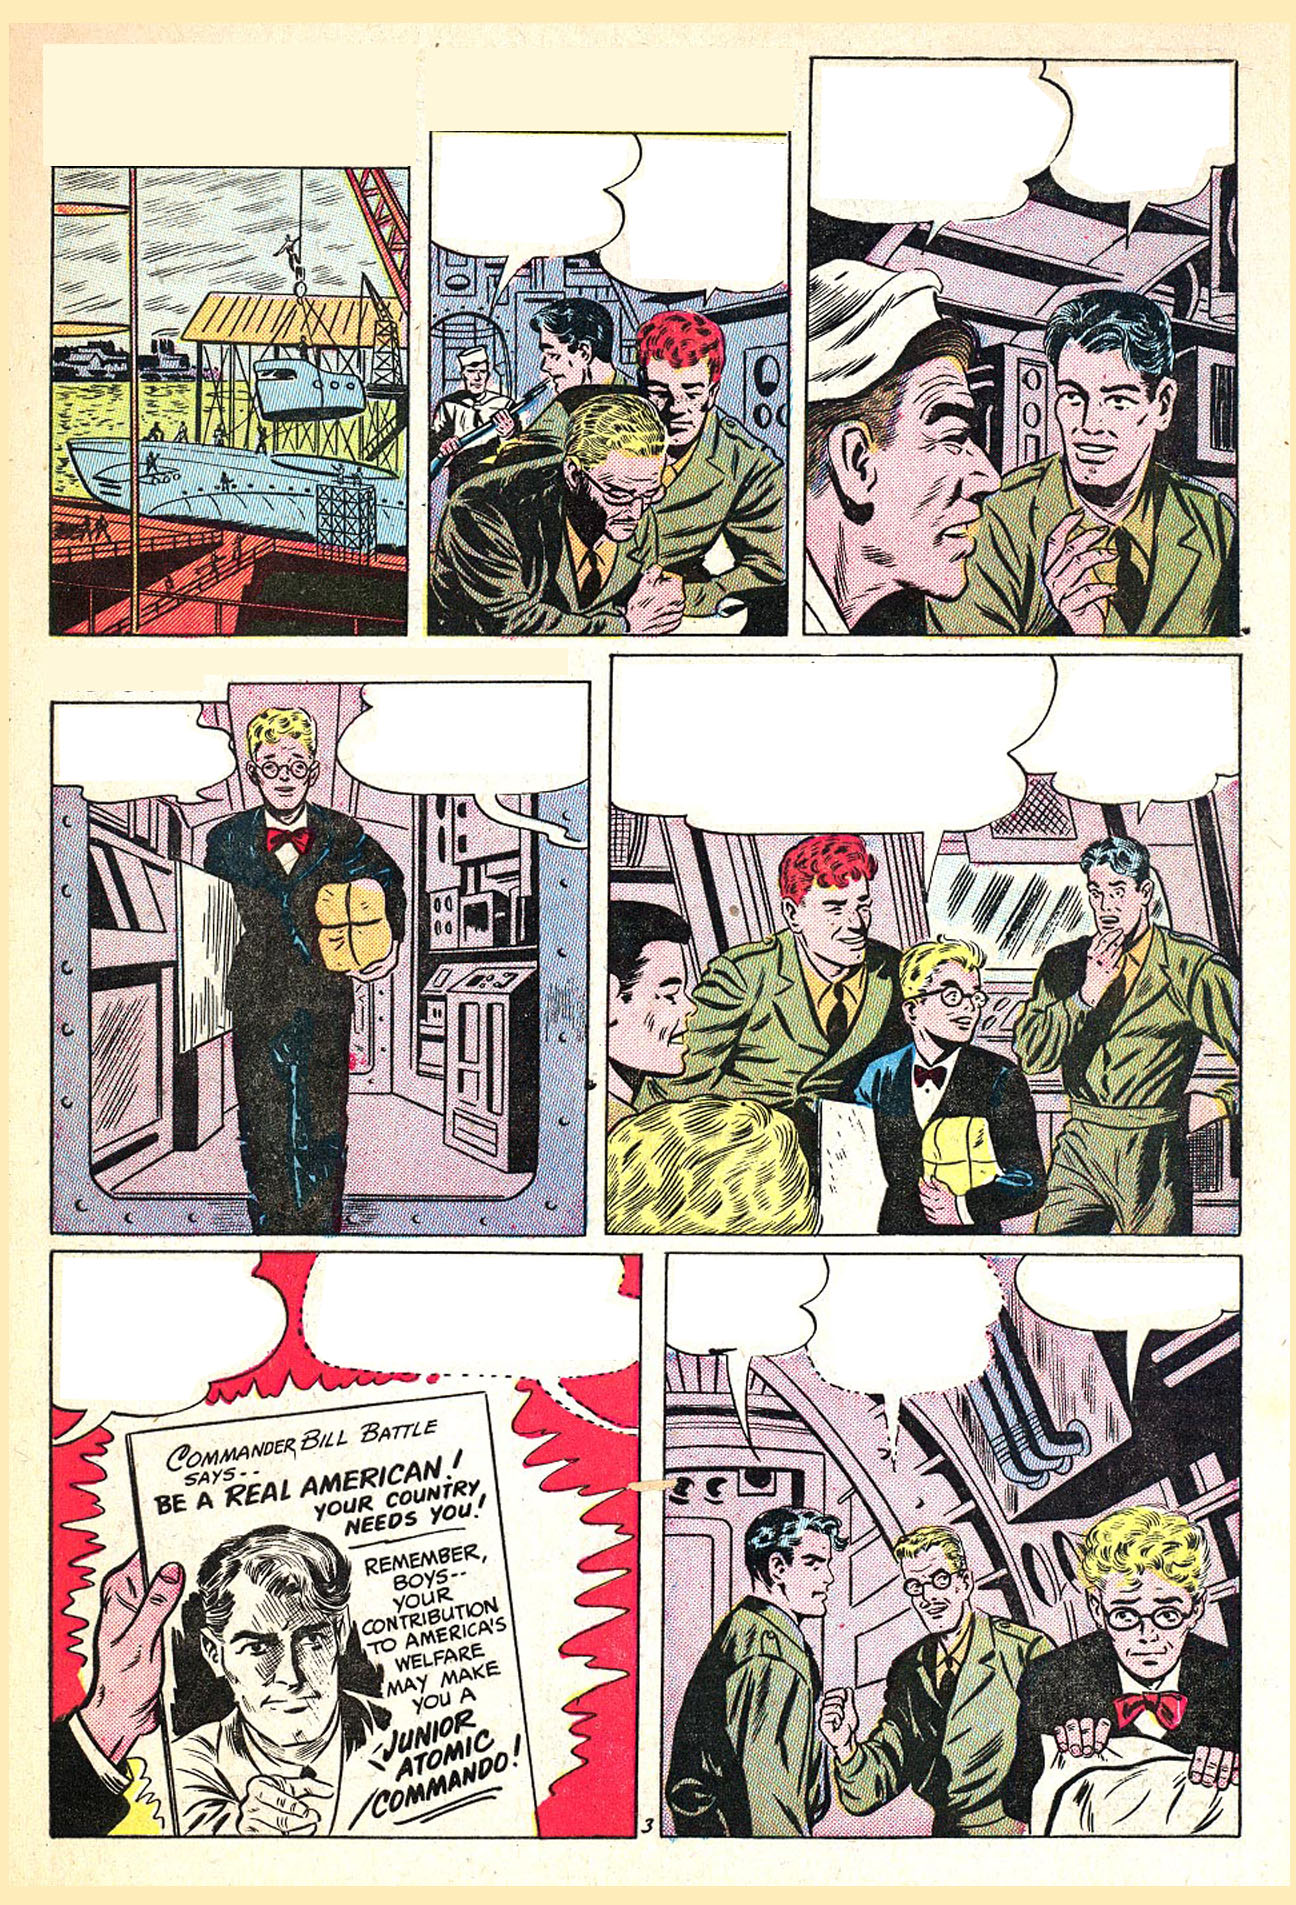 COMMANDER BILL BATTLE
SAYS--
BE A REAL AMERICAN!
YOUR COUNTRY
NEEDS YOU!
REMEMBER,
BOYS--
YOUR
CONTRIBUTION
TO AMERICA'S
WELFARE
MAY MAKE
YOU A
JUNIOR
ATOMIC
COMMANDO!
3